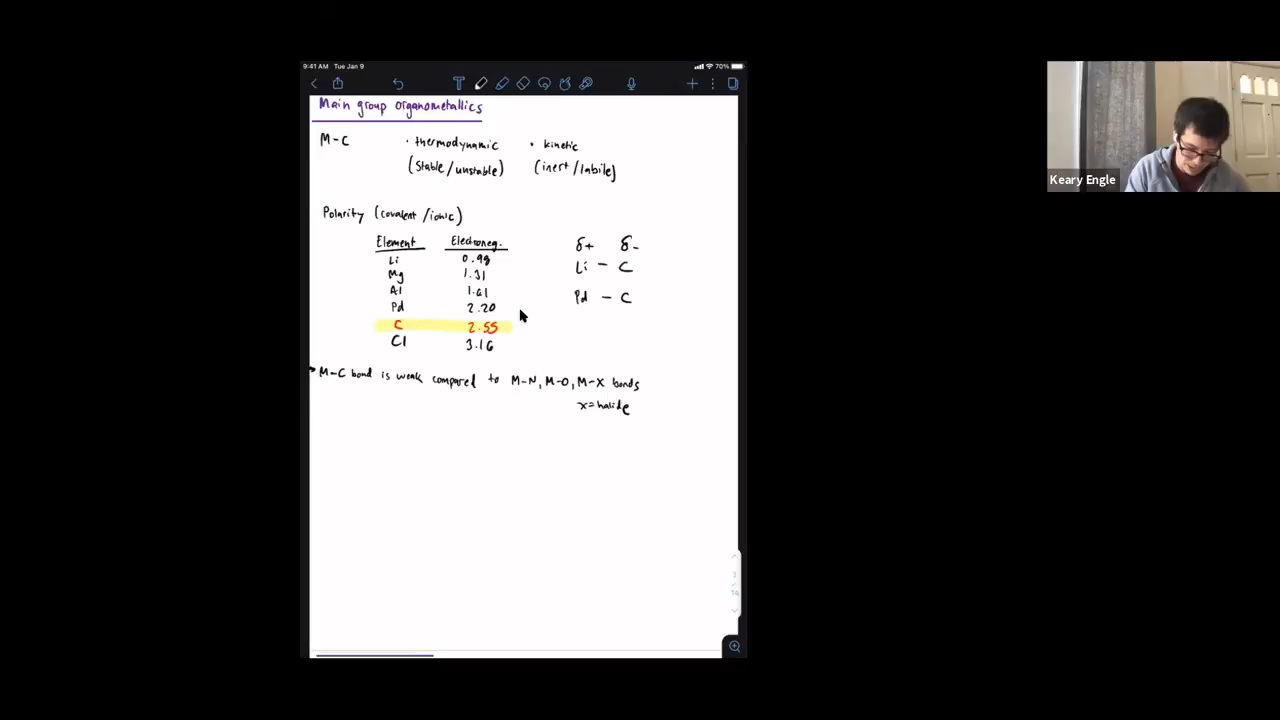 9:41 AM Tue Jan 9
70%
Main group organometallics
M-C · thermodynamic · kinetic
(stable/unstable) (inert/labile)
Polarity (covalent/ionic)
Element Electroneg.
Li 0.98
Mg 1.31
Al 1.61
Pd 2.20
C 2.55
Cl 3.16
δ+ δ-
Li - C
Pd - C
M-C bond is weak compared to M-N, M-O, M-X bonds
X=halide
3
14
Keary Engle